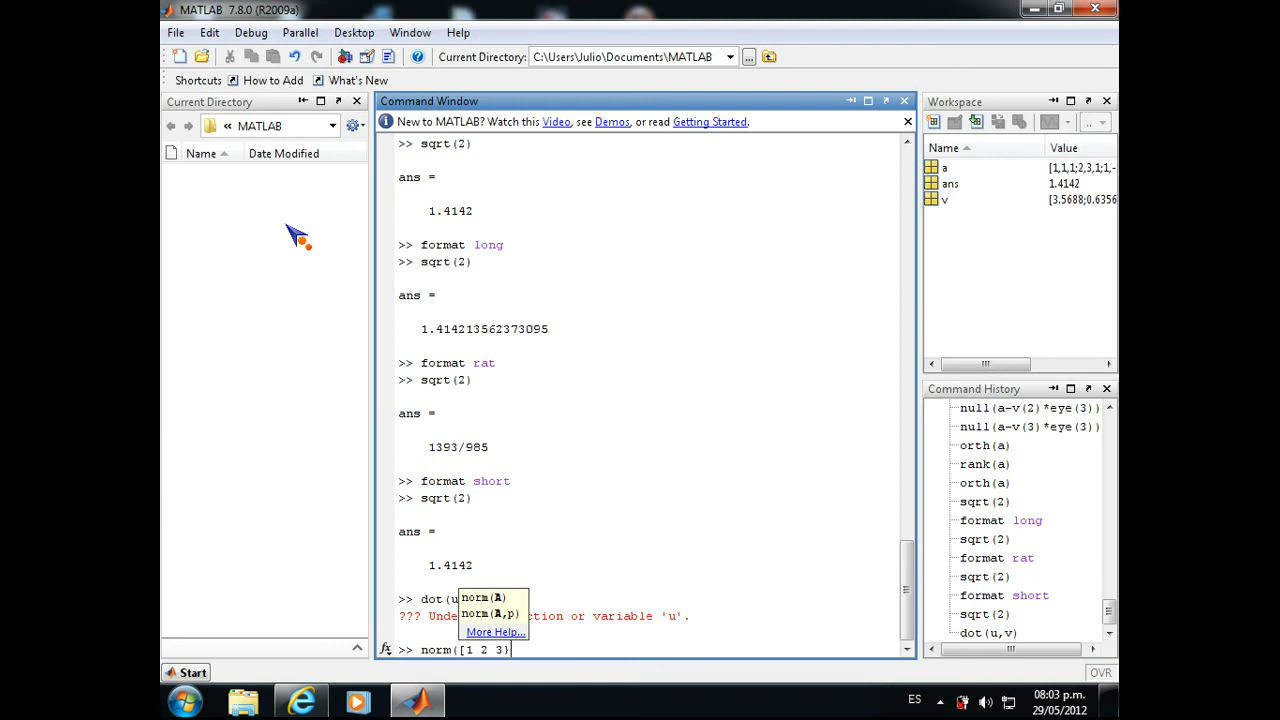 MATLAB 7.8.0 (R2009a)
File Edit Debug Parallel Desktop Window Help
Current Directory: C:\Users\Julio\Documents\MATLAB
Shortcuts How to Add What's New
Current Directory
« MATLAB
Name Date Modified
Command Window
New to MATLAB? Watch this Video, see Demos, or read Getting Started.
>> sqrt(2)
ans =
1.4142
>> format long
>> sqrt(2)
ans =
1.414213562373095
>> format rat
>> sqrt(2)
ans =
1393/985
>> format short
>> sqrt(2)
ans =
1.4142
>> dot(u
??? Unde ction or variable 'u'.
norm(A)
norm(A,p)
More Help...
fx >> norm([1 2 3)
Workspace
Name Value
a [1,1,1;2,3,1;1,-
ans 1.4142
v [3.5688;0.6356
Command History
null(a-v(2)*eye(3))
null(a-v(3)*eye(3))
orth(a)
rank(a)
orth(a)
sqrt(2)
format long
sqrt(2)
format rat
sqrt(2)
format short
sqrt(2)
dot(u,v)
Start
OVR
ES
08:03 p.m.
29/05/2012